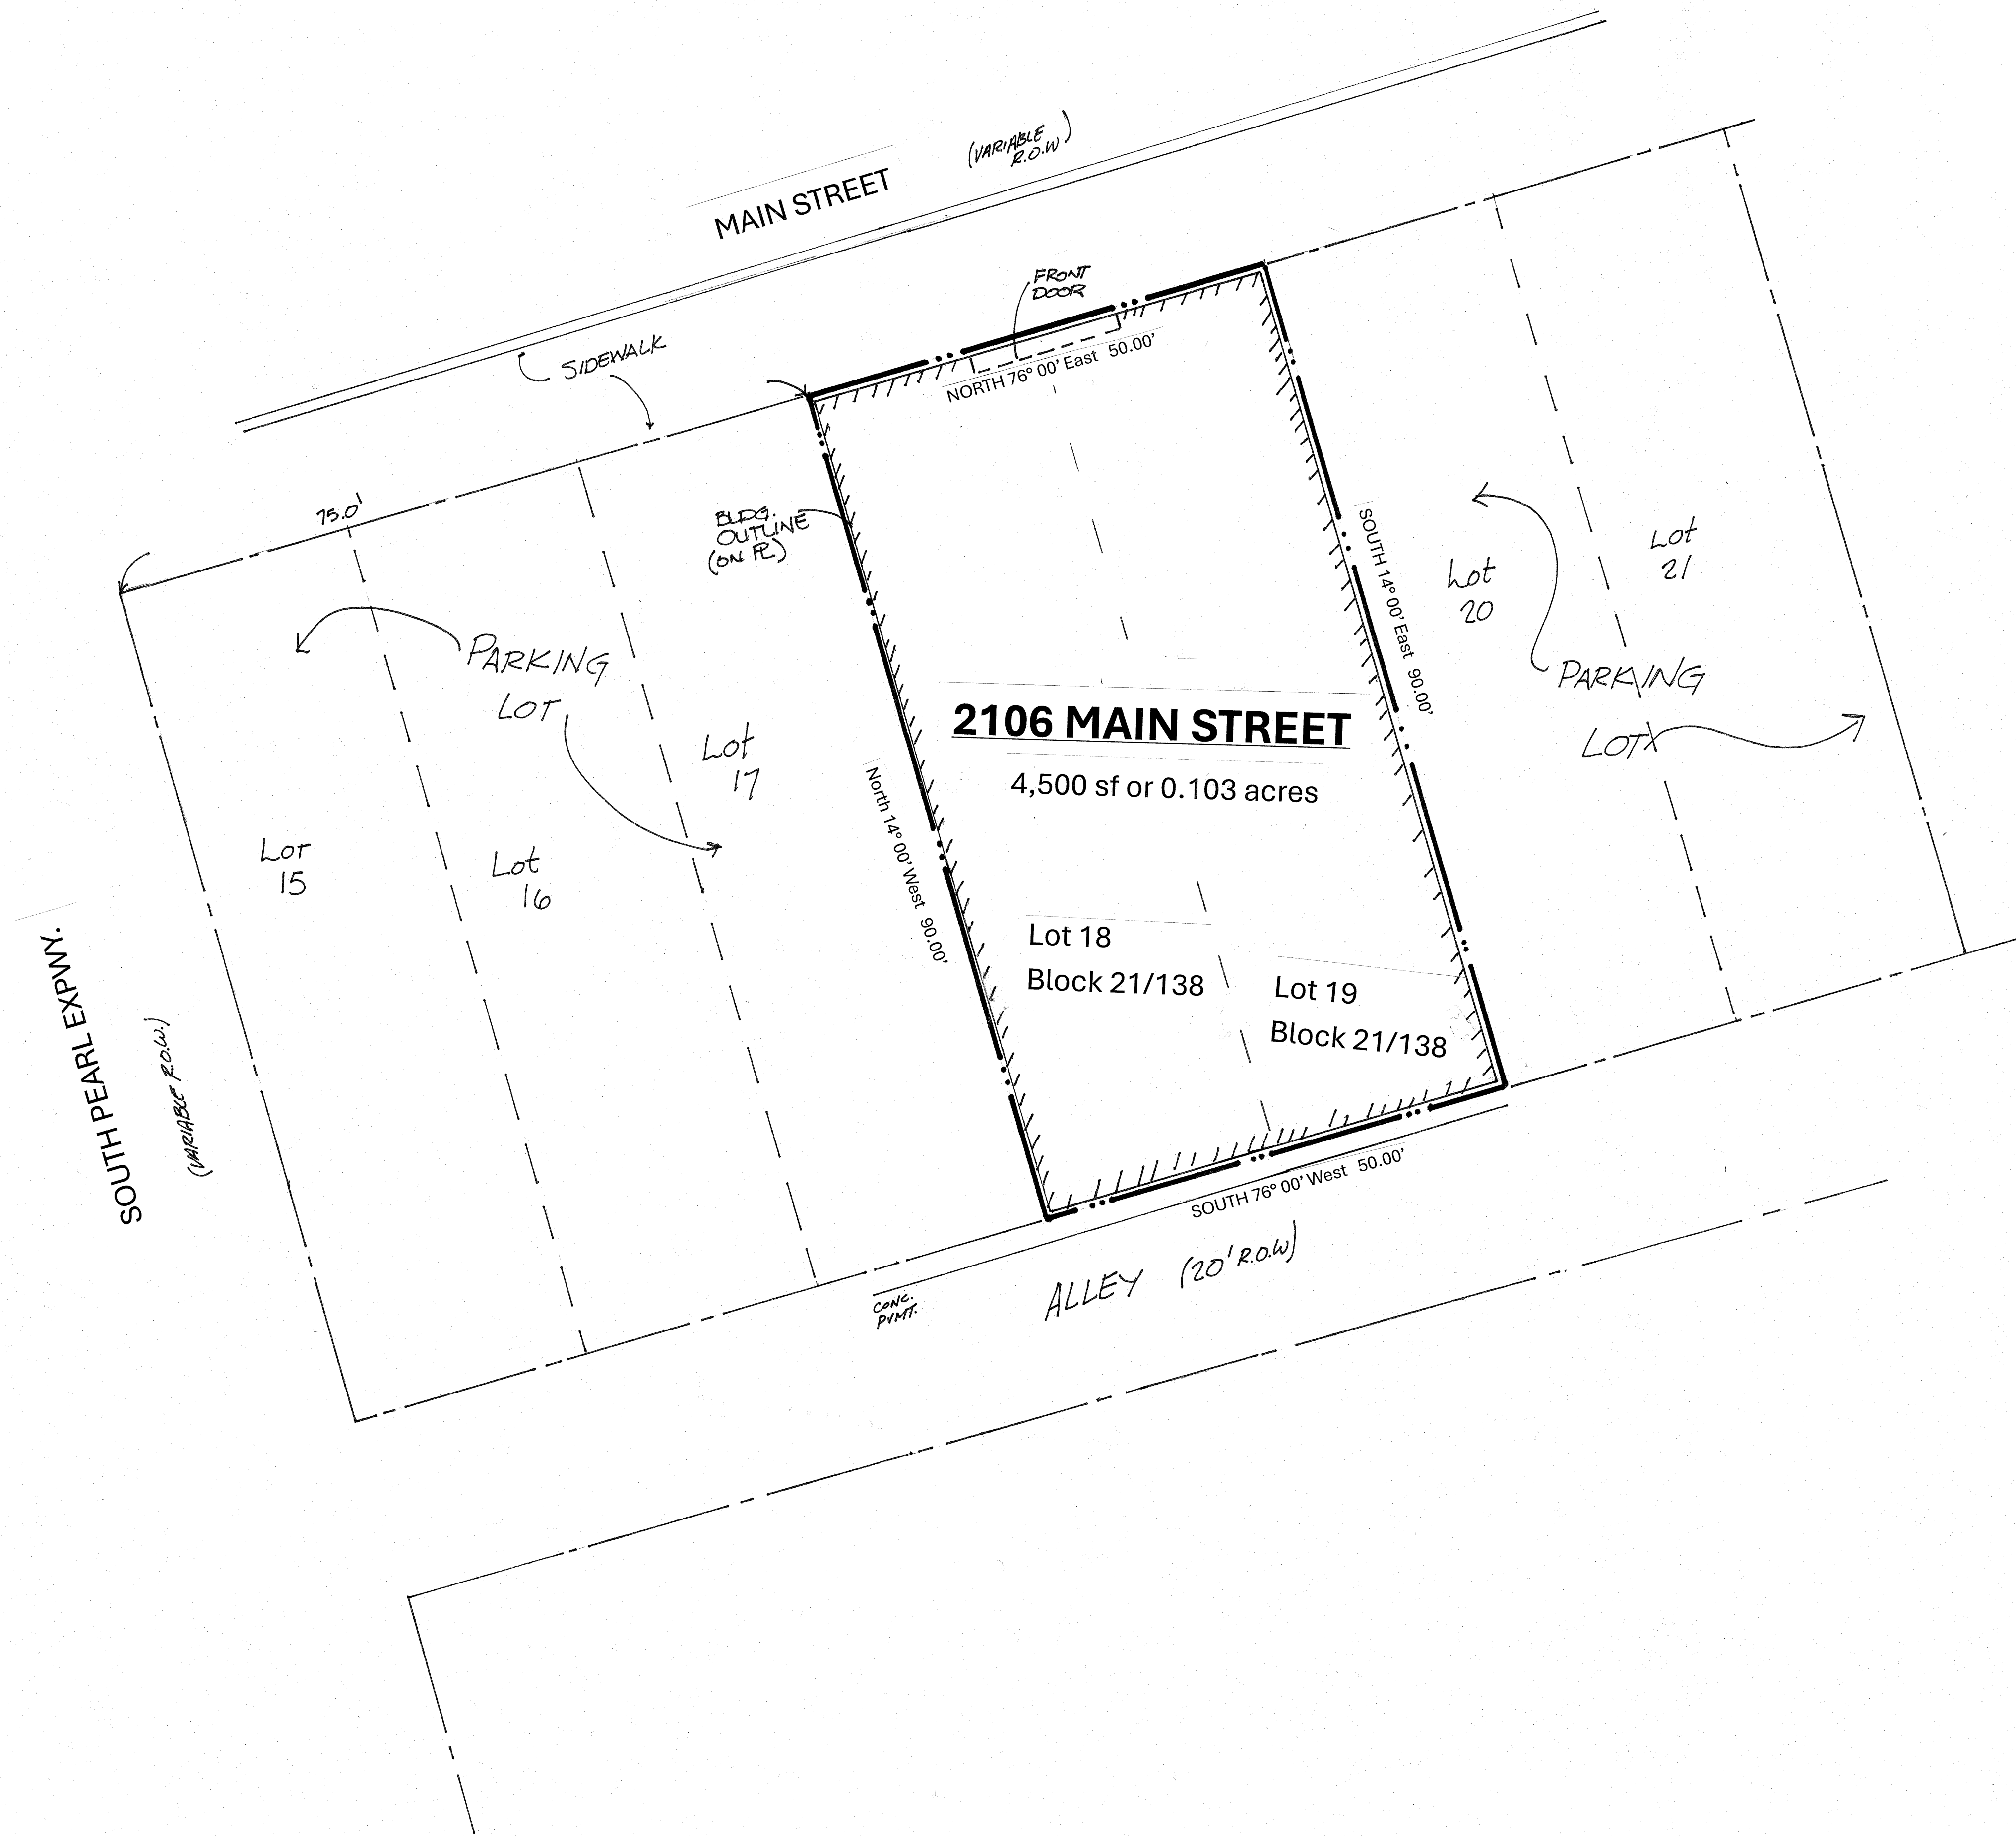 (VARIABLE
R.O.W)
MAIN STREET
FRONT
DOOR
SIDEWALK
NORTH 76° 00' East 50.00'
75.0'
BLDG.
OUTLINE
(ON PL)
SOUTH 14° 00' East 90.00'
Lot
20
Lot
21
PARKING
LOT
PARKING
LOT
2106 MAIN STREET
4,500 sf or 0.103 acres
Lot
17
North 14° 00' West 90.00'
Lot
15
Lot
16
Lot 18
Block 21/138
Lot 19
Block 21/138
SOUTH PEARL EXPWY.
(VARIABLE R.O.W.)
SOUTH 76° 00' West 50.00'
ALLEY (20' R.O.W)
CONC.
PVMT.